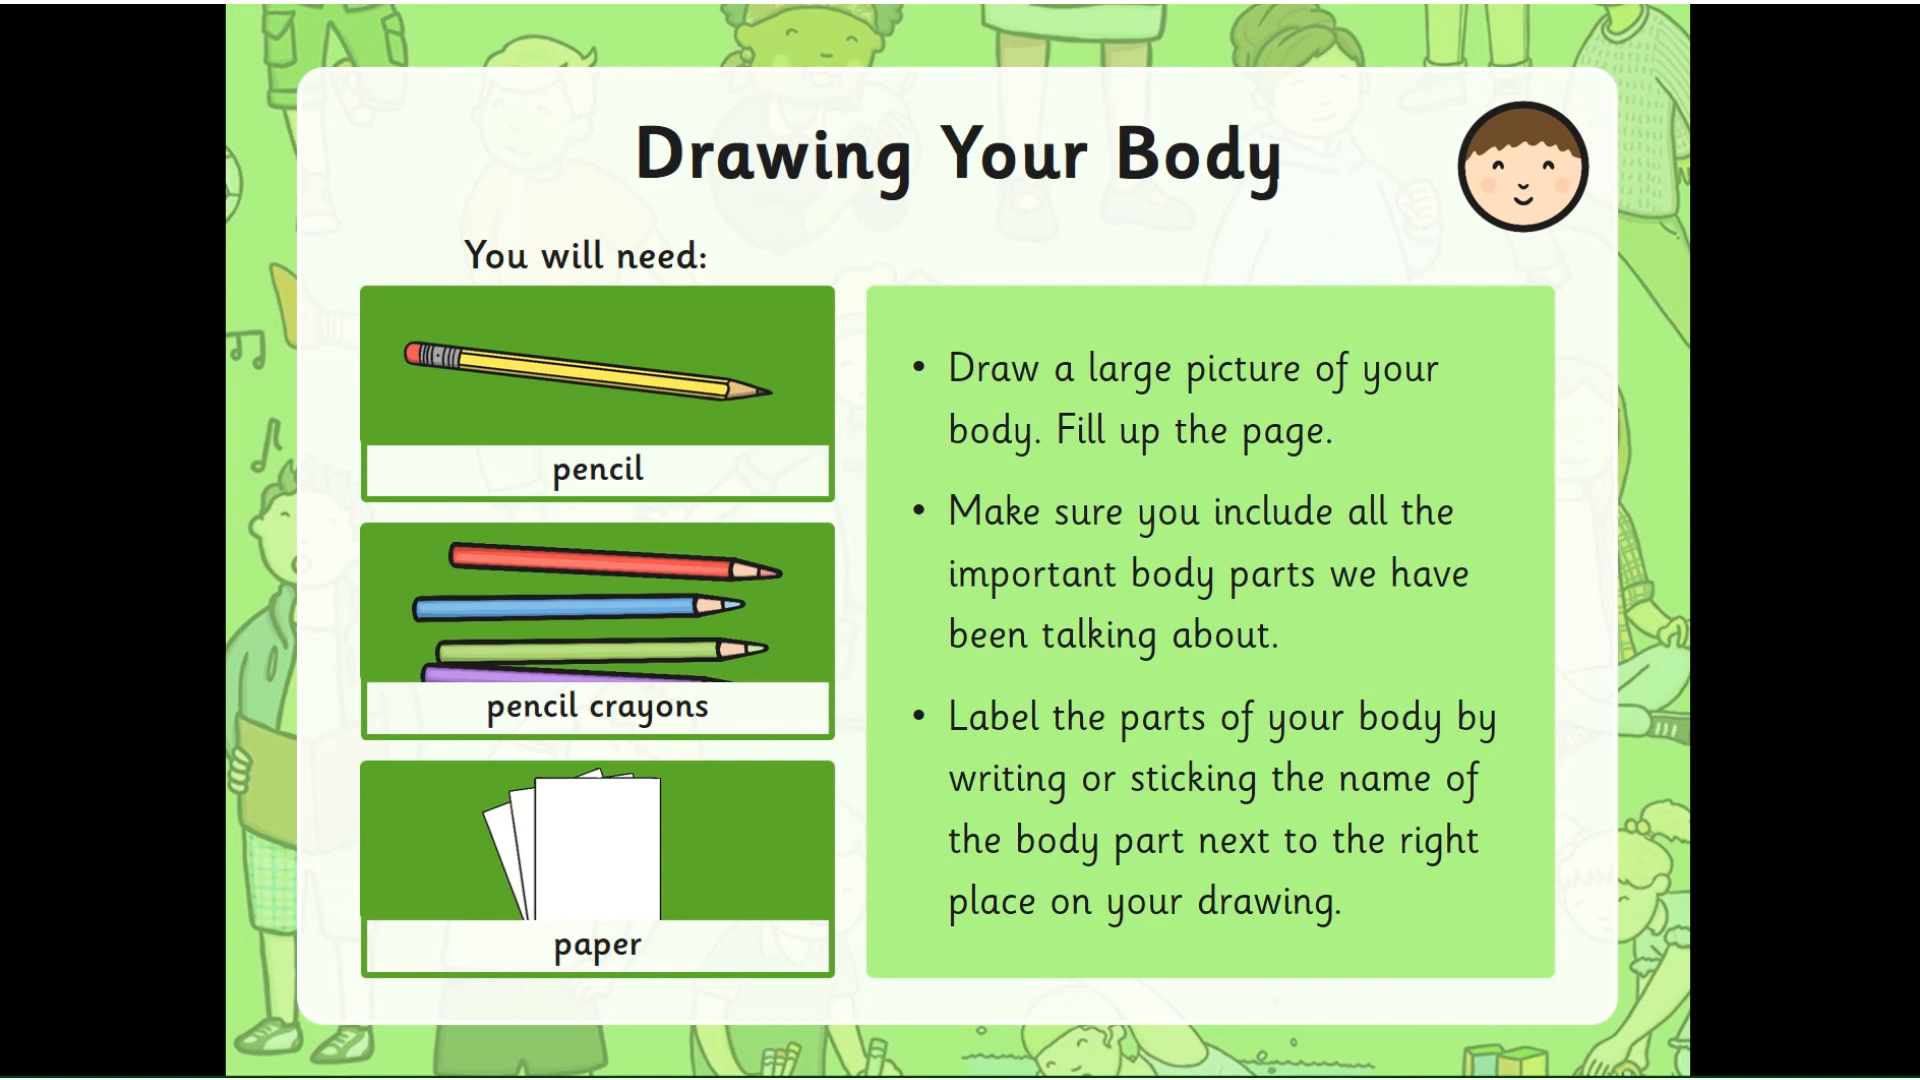 Drawing Your Body
You will need:
pencil
pencil crayons
paper
• Draw a large picture of your
body. Fill up the page.
• Make sure you include all the
important body parts we have
been talking about.
• Label the parts of your body by
writing or sticking the name of
the body part next to the right
place on your drawing.